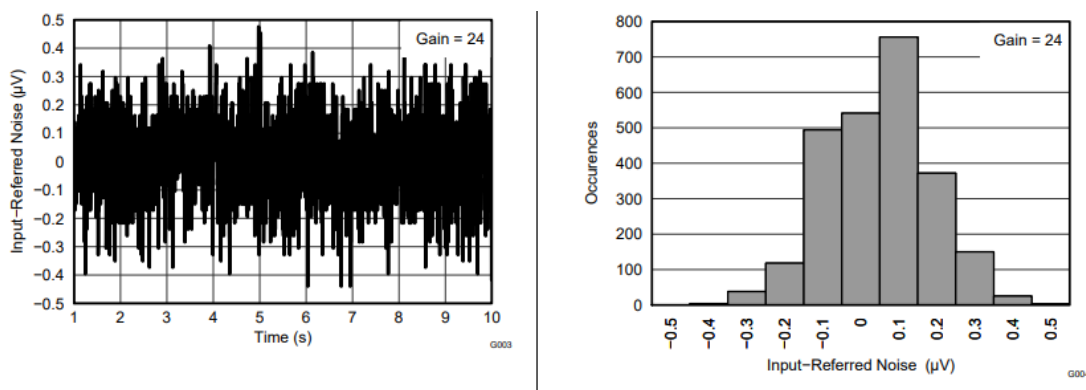 0.5
0.4
0.3
0.2
0.1
0
−0.1
−0.2
−0.3
−0.4
−0.5
Input−Referred Noise (µV)
Gain = 24
1 2 3 4 5 6 7 8 9 10
Time (s)
G003
800
700
600
500
400
300
200
100
0
Occurences
Gain = 24
−0.5 −0.4 −0.3 −0.2 −0.1 0 0.1 0.2 0.3 0.4 0.5
Input−Referred Noise (µV)